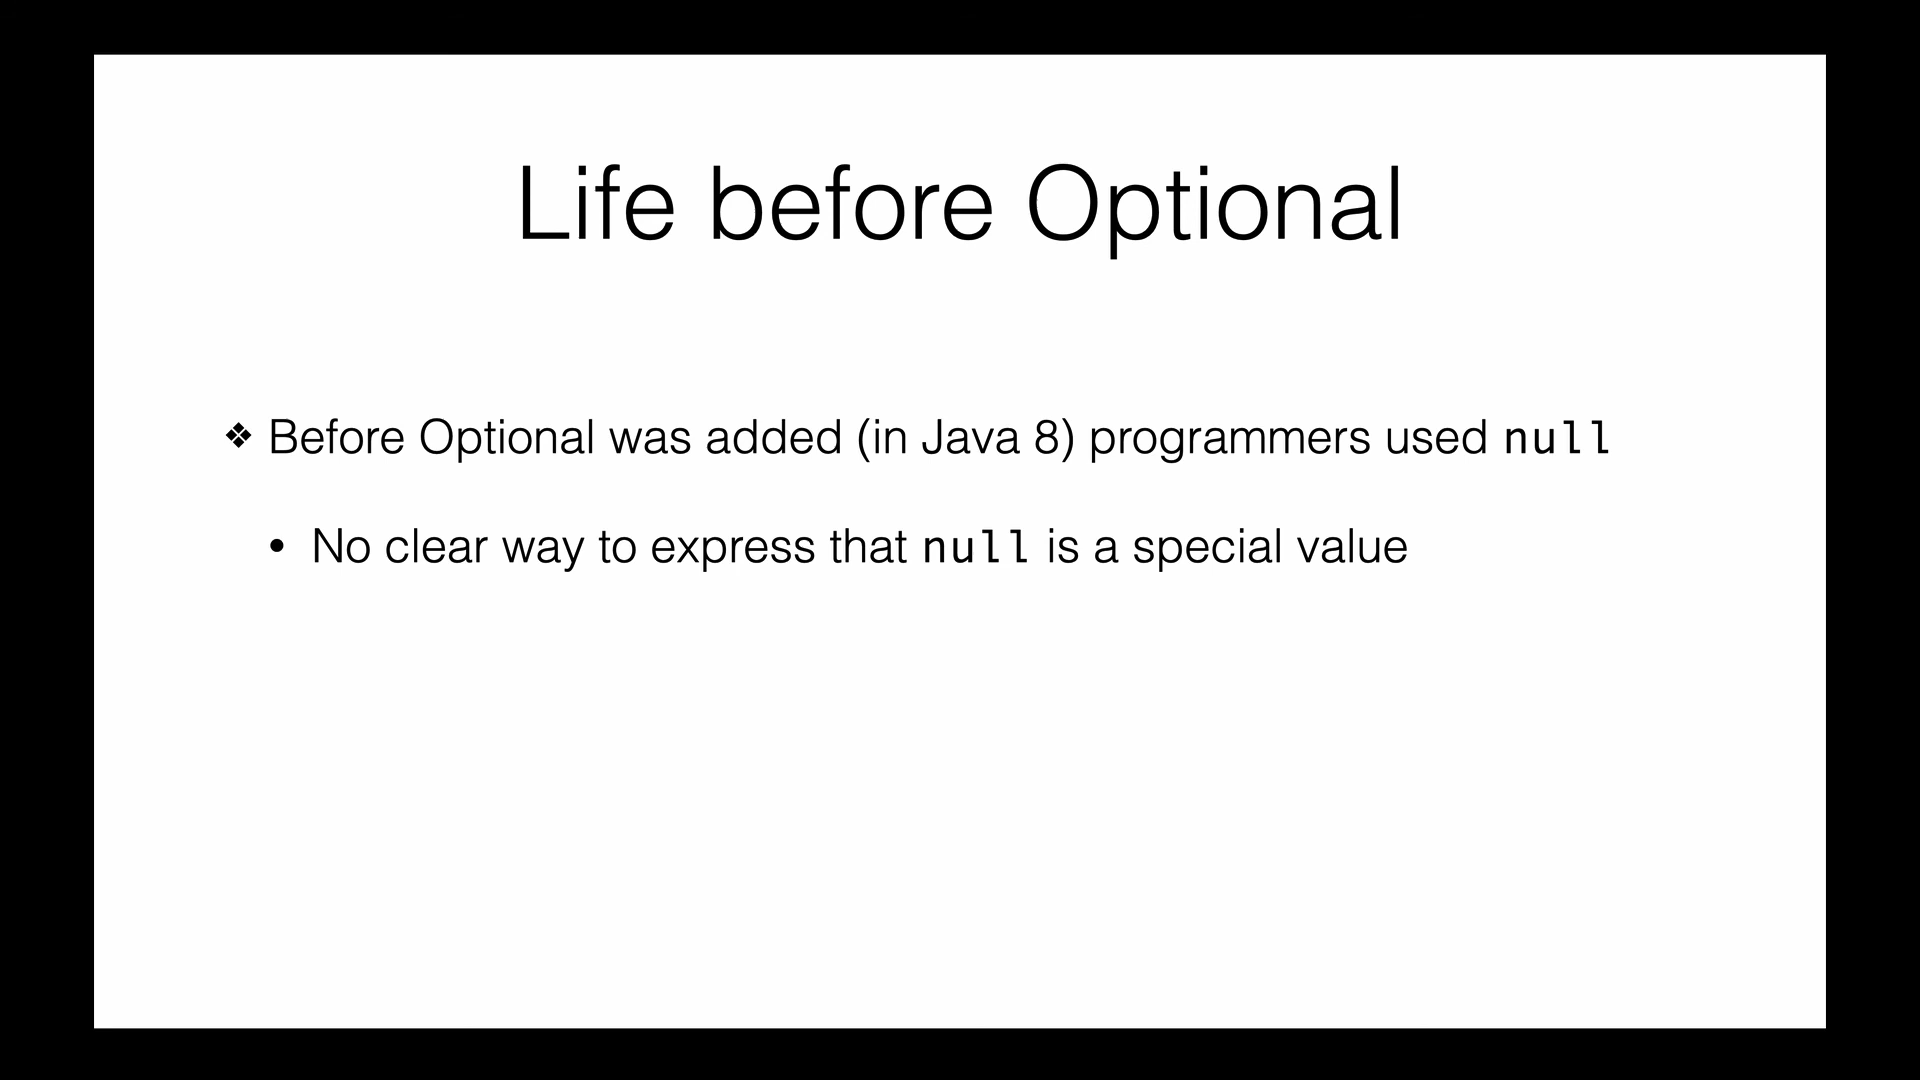 Life before Optional
❖ Before Optional was added (in Java 8) programmers used null
• No clear way to express that null is a special value